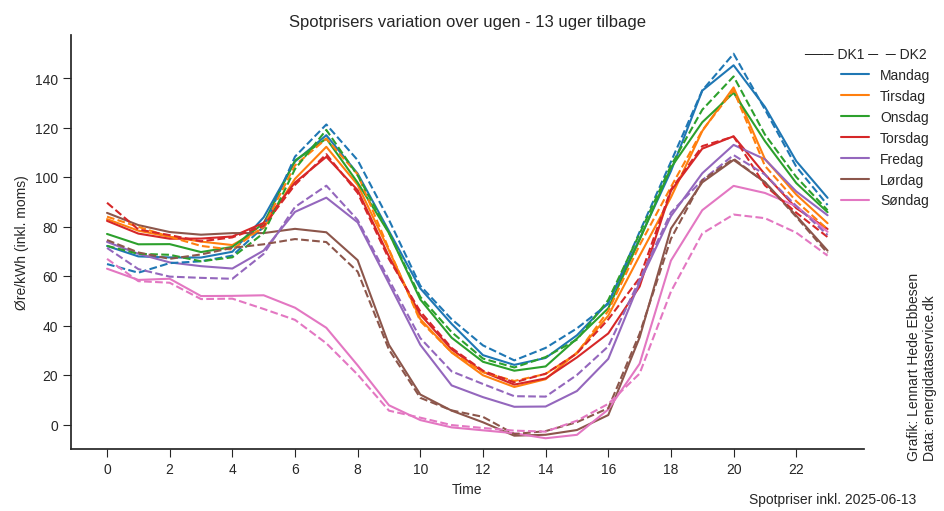 Spotprisers variation over ugen - 13 uger tilbage
DK1 DK2
Mandag
Tirsdag
Onsdag
Torsdag
Fredag
Lørdag
Søndag
Øre/kWh (inkl. moms)
140
120
100
80
60
40
20
0
0 2 4 6 8 10 12 14 16 18 20 22
Time
Grafik: Lennart Hede Ebbesen
Data: energidataservice.dk
Spotpriser inkl. 2025-06-13